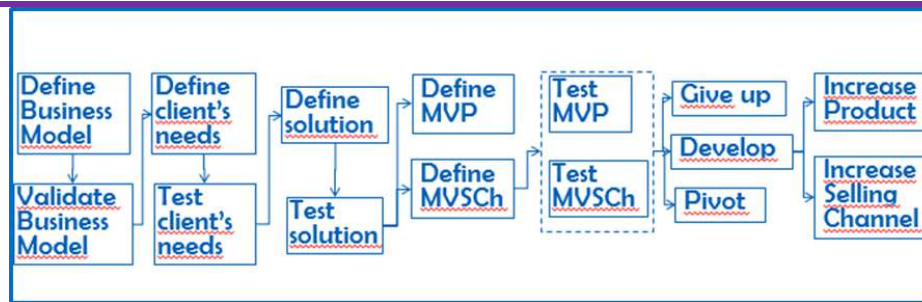 Define
Business
Model
Validate
Business
Model
Define
client's
needs
Test
client's
needs
Define
solution
Test
solution
Define
MVP
Define
MVSCh
Test
MVP
Test
MVSCh
Give up
Develop
Pivot
Increase
Product
Increase
Selling
Channel